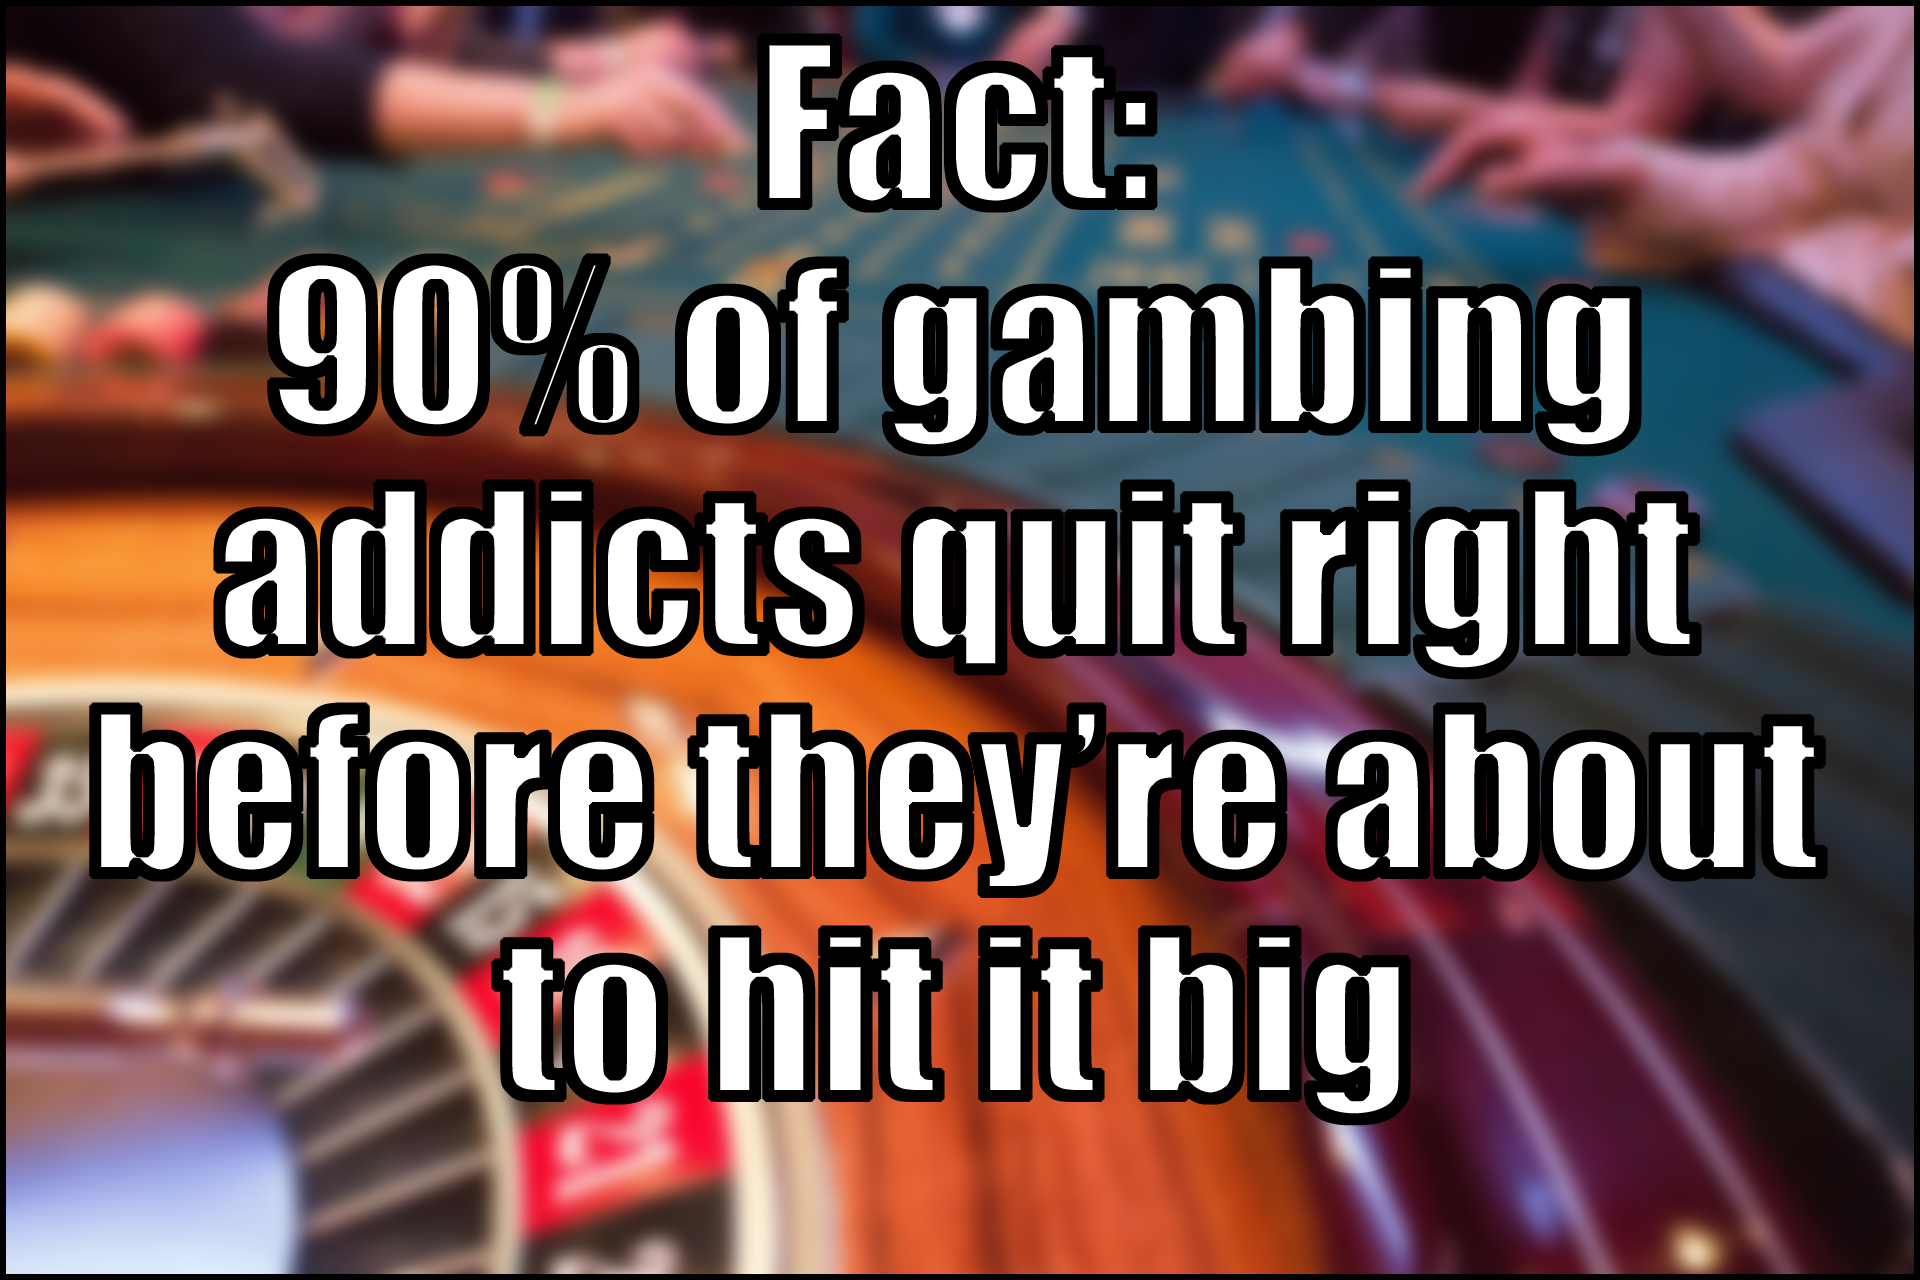 Fact:
90% of gambing
addicts quit right
before they’re about
to hit it big